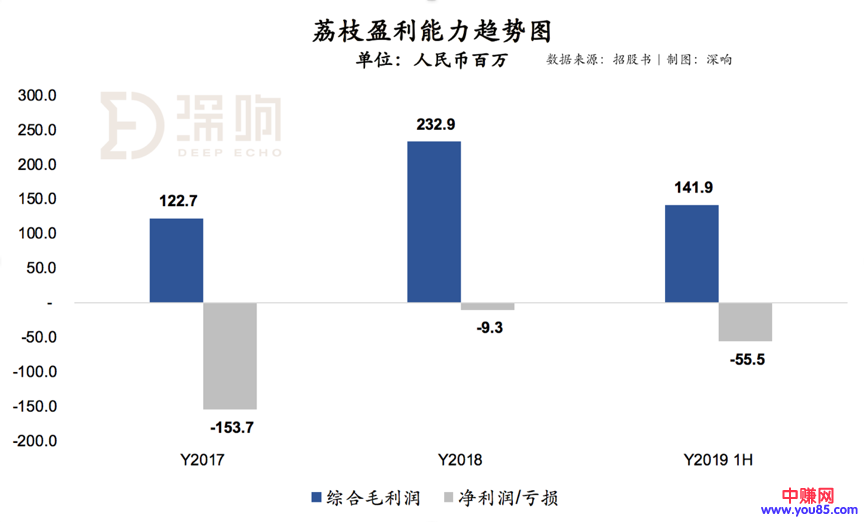 荔枝盈利能力趋势图
单位：人民币百万
数据来源：招股书 | 制图：深响
深响
DEEP ECHO
300.0
250.0
200.0
150.0
100.0
50.0
-
-50.0
-100.0
-150.0
-200.0
122.7
232.9
141.9
-153.7
-9.3
-55.5
Y2017
Y2018
Y2019 1H
综合毛利润
净利润/亏损
中赚网
www.you85.com